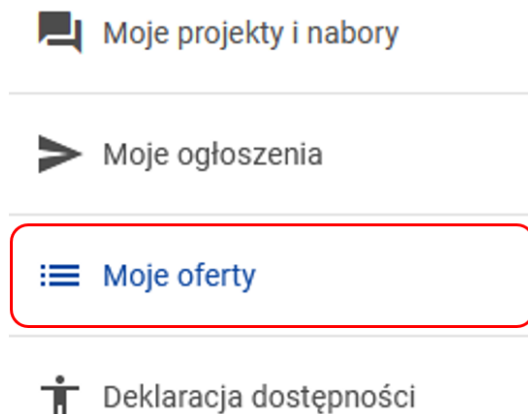 Moje projekty i nabory
Moje ogłoszenia
Moje oferty
Deklaracja dostępności